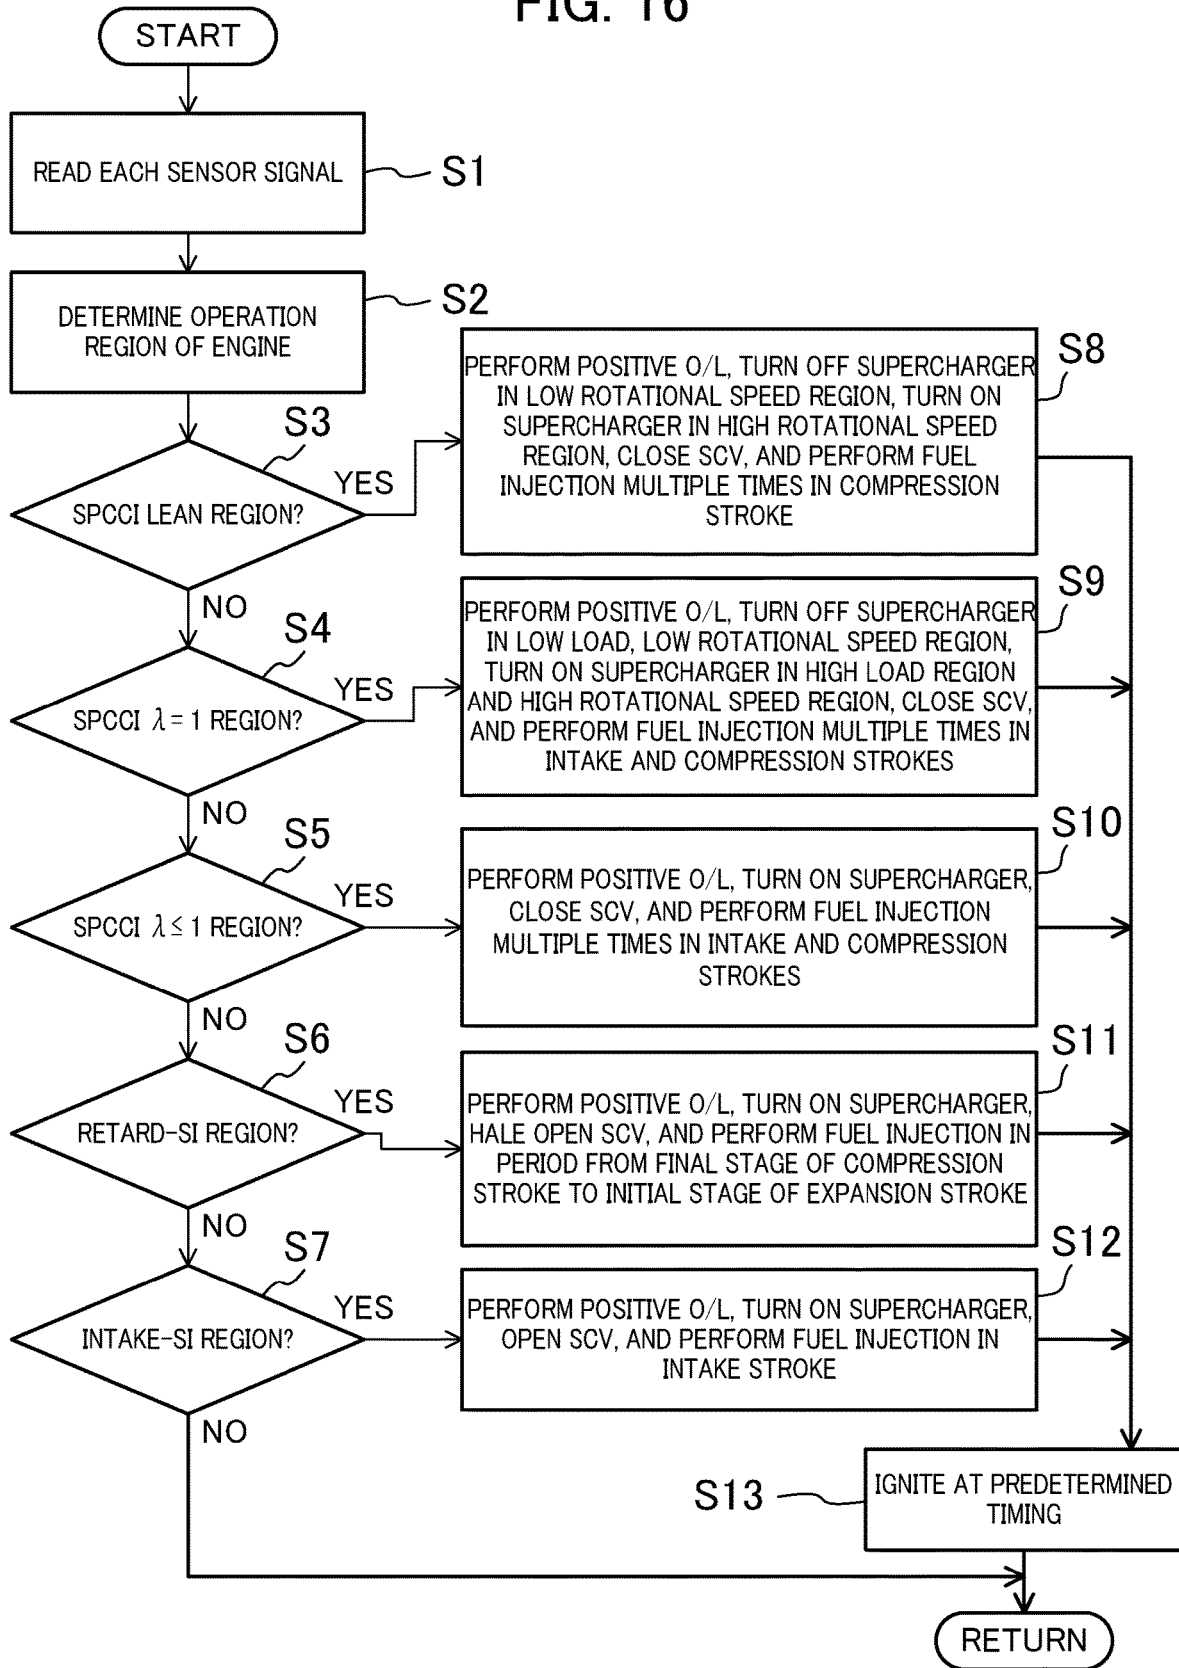 FIG. 16
START
READ EACH SENSOR SIGNAL
S1
DETERMINE OPERATION
REGION OF ENGINE
S2
SPCCI LEAN REGION?
S3
YES
NO
PERFORM POSITIVE O/L, TURN OFF SUPERCHARGER
IN LOW ROTATIONAL SPEED REGION, TURN ON
SUPERCHARGER IN HIGH ROTATIONAL SPEED
REGION, CLOSE SCV, AND PERFORM FUEL
INJECTION MULTIPLE TIMES IN COMPRESSION
STROKE
S8
SPCCI λ = 1 REGION?
S4
YES
NO
PERFORM POSITIVE O/L, TURN OFF SUPERCHARGER
IN LOW LOAD, LOW ROTATIONAL SPEED REGION,
TURN ON SUPERCHARGER IN HIGH LOAD REGION
AND HIGH ROTATIONAL SPEED REGION, CLOSE SCV,
AND PERFORM FUEL INJECTION MULTIPLE TIMES IN
INTAKE AND COMPRESSION STROKES
S9
SPCCI λ ≤ 1 REGION?
S5
YES
NO
PERFORM POSITIVE O/L, TURN ON SUPERCHARGER,
CLOSE SCV, AND PERFORM FUEL INJECTION
MULTIPLE TIMES IN INTAKE AND COMPRESSION
STROKES
S10
RETARD-SI REGION?
S6
YES
NO
PERFORM POSITIVE O/L, TURN ON SUPERCHARGER,
HALE OPEN SCV, AND PERFORM FUEL INJECTION IN
PERIOD FROM FINAL STAGE OF COMPRESSION
STROKE TO INITIAL STAGE OF EXPANSION STROKE
S11
INTAKE-SI REGION?
S7
YES
NO
PERFORM POSITIVE O/L, TURN ON SUPERCHARGER,
OPEN SCV, AND PERFORM FUEL INJECTION IN
INTAKE STROKE
S12
S13
IGNITE AT PREDETERMINED
TIMING
RETURN